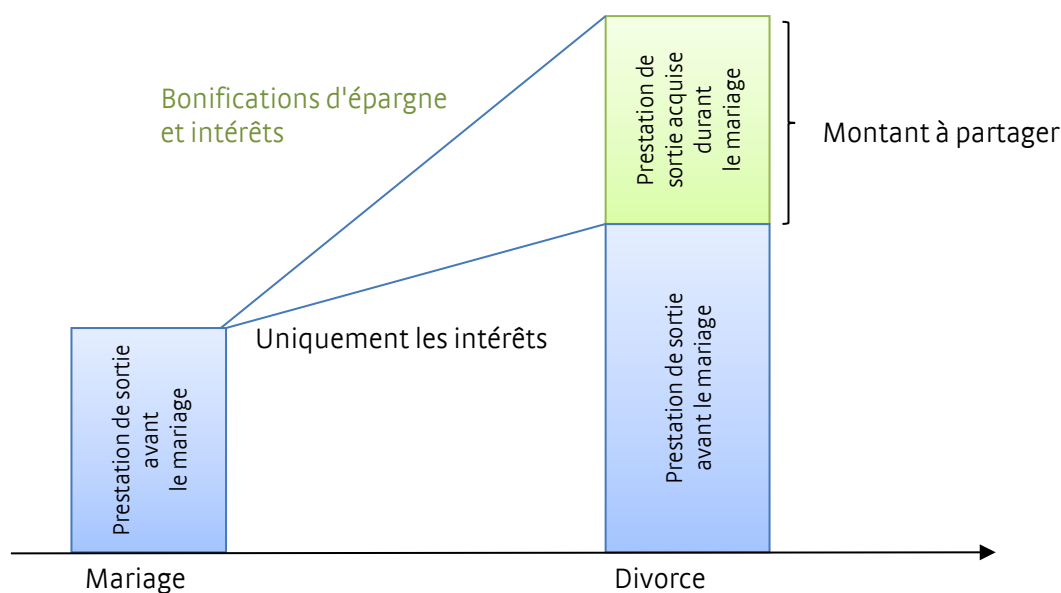 Bonifications d'épargne
et intérêts
Prestation de
sortie acquise
durant
le mariage
Montant à partager
Uniquement les intérêts
Prestation de sortie
avant
le mariage
Prestation de sortie
avant le mariage
Mariage
Divorce